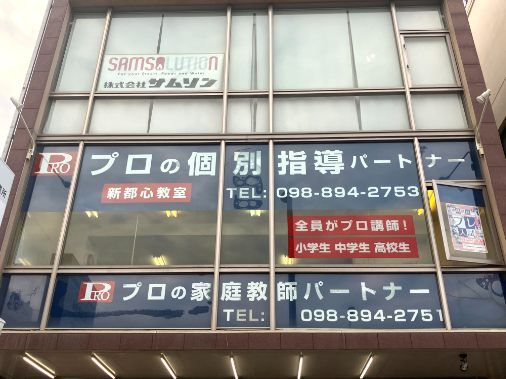 SAMSOLUTION
For your Steam, Power and Water
株式会社サムソン
PRO プロの個別指導パートナー
新都心教室 TEL: 098-894-2753
全員がプロ講師!
小学生 中学生 高校生
PRO プロの家庭教師パートナー
TEL: 098-894-2751